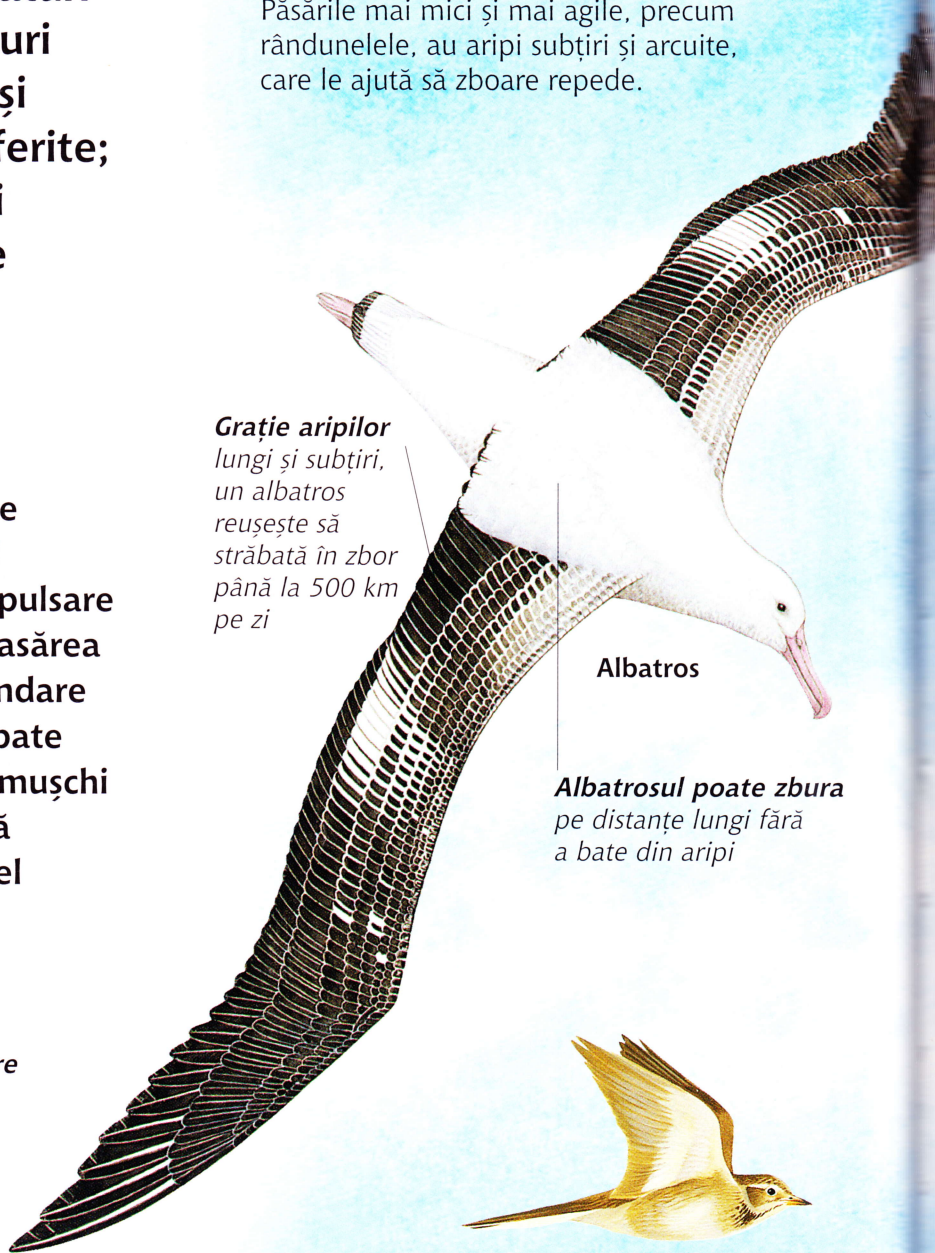 uri
și
ferite;
i
e
e
pulsare
asărea
ndare
bate
mușchi
ă
el
re
Păsările mai mici și mai agile, precum
rândunelele, au aripi subțiri și arcuite,
care le ajută să zboare repede.
Grație aripilor
lungi și subțiri,
un albatros
reușește să
străbată în zbor
până la 500 km
pe zi
Albatros
Albatrosul poate zbura
pe distanțe lungi fără
a bate din aripi